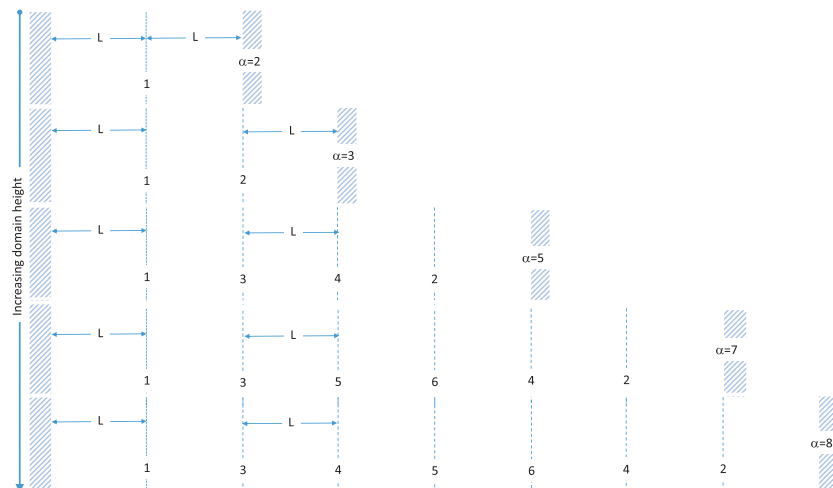 Increasing domain height
L L
α=2
1
L L
α=3
1 2
L L
α=5
1 3 4 2
L L
α=7
1 3 5 6 4 2
L L
α=8
1 3 4 5 6 4 2